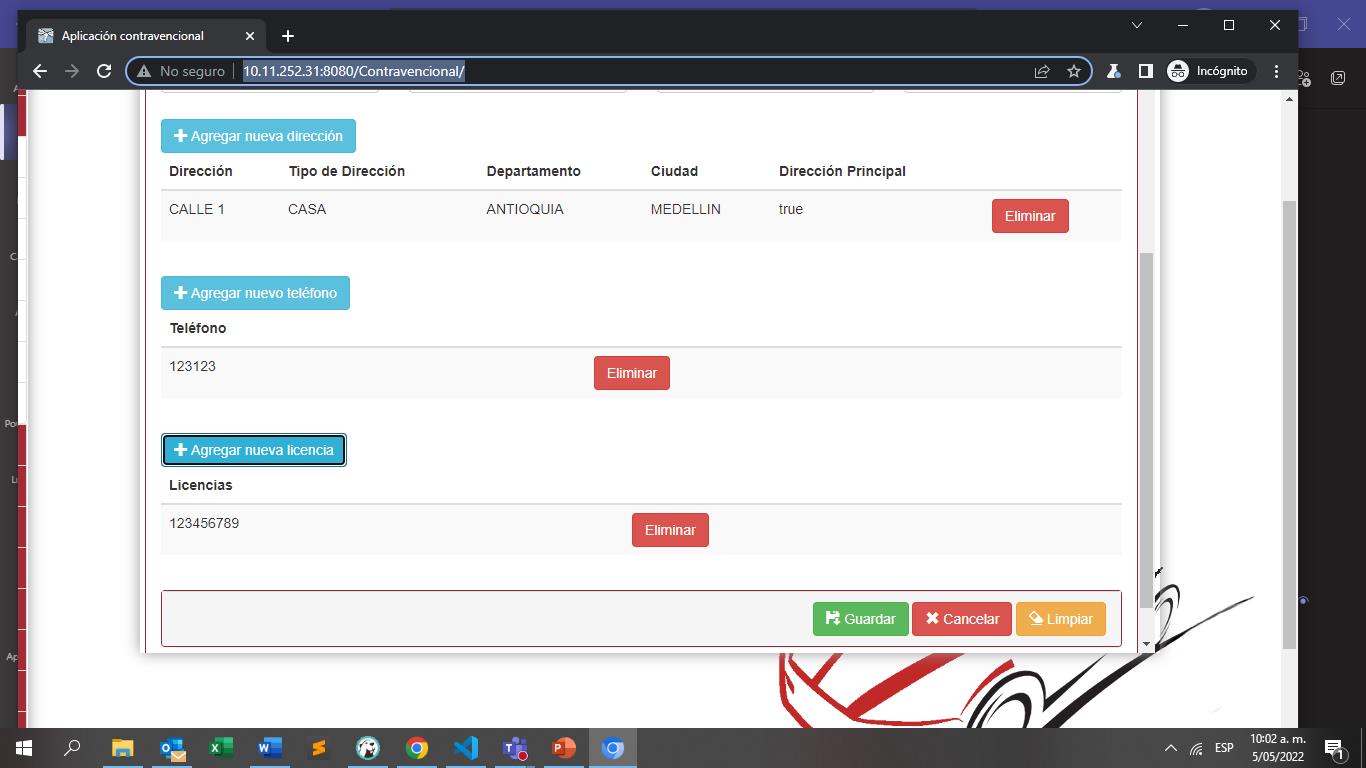 Aplicación contravencional
No seguro
10.11.252.31:8080/Contravencional/
Incógnito
Agregar nueva dirección
Dirección Tipo de Dirección Departamento Ciudad Dirección Principal
CALLE 1 CASA ANTIOQUIA MEDELLIN true Eliminar
Agregar nuevo teléfono
Teléfono
123123 Eliminar
Agregar nueva licencia
Licencias
123456789 Eliminar
Guardar Cancelar Limpiar
ESP
10:02 a. m.
5/05/2022
1